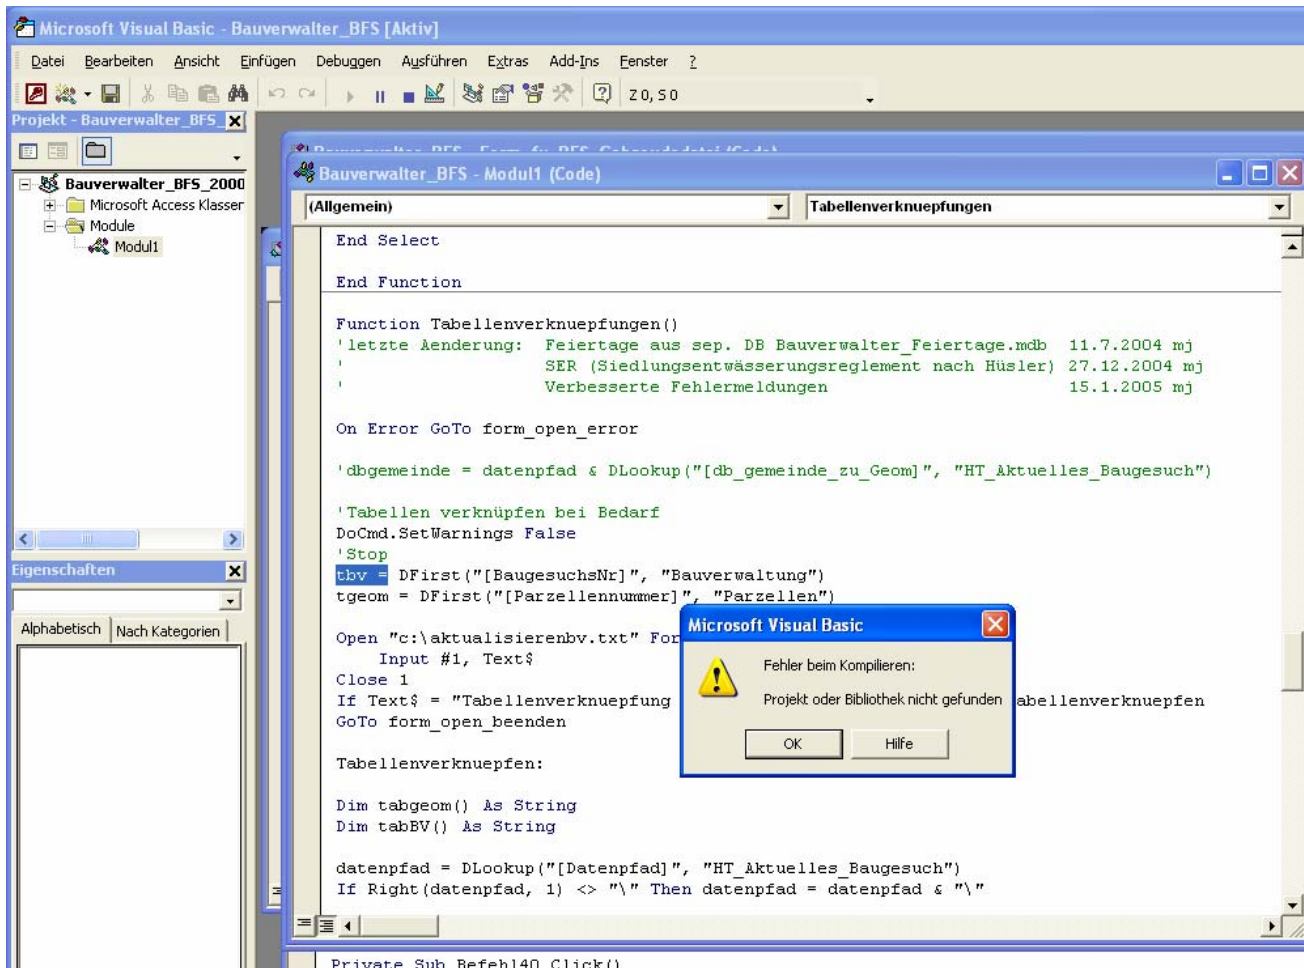 Microsoft Visual Basic - Bauverwalter_BFS [Aktiv]
Datei Bearbeiten Ansicht Einfügen Debuggen Ausführen Extras Add-Ins Fenster ?
Z 0, S 0
Projekt - Bauverwalter_BFS_
Bauverwalter_BFS_2000
Microsoft Access Klassen
Module
Modul1
Eigenschaften
Alphabetisch Nach Kategorien
Bauverwalter_BFS - Form_fu_BFS_Gebaeudedatei (Code)
Bauverwalter_BFS - Modul1 (Code)
(Allgemein) Tabellenverknuepfungen
End Select
End Function
Function Tabellenverknuepfungen()
'letzte Aenderung: Feiertage aus sep. DB Bauverwalter_Feiertage.mdb 11.7.2004 mj
' SER (Siedlungsentwässerungsreglement nach Hüsler) 27.12.2004 mj
' Verbesserte Fehlermeldungen 15.1.2005 mj
On Error GoTo form_open_error
'dbgemeinde = datenpfad & DLookup("[db_gemeinde_zu_Geom]", "HT_Aktuelles_Baugesuch")
'Tabellen verknüpfen bei Bedarf
DoCmd.SetWarnings False
'Stop
tbv = DFirst("[BaugesuchsNr]", "Bauverwaltung")
tgeom = DFirst("[Parzellennummer]", "Parzellen")
Open "c:\aktualisierenbv.txt" For
Input #1, Text$
Close 1
If Text$ = "Tabellenverknuepfung abellenverknuepfen
GoTo form_open_beenden
Tabellenverknuepfen:
Dim tabgeom() As String
Dim tabBV() As String
datenpfad = DLookup("[Datenpfad]", "HT_Aktuelles_Baugesuch")
If Right(datenpfad, 1) <> "\" Then datenpfad = datenpfad & "\"
Microsoft Visual Basic
Fehler beim Kompilieren:
Projekt oder Bibliothek nicht gefunden
OK Hilfe
Private Sub Befehl40_Click()